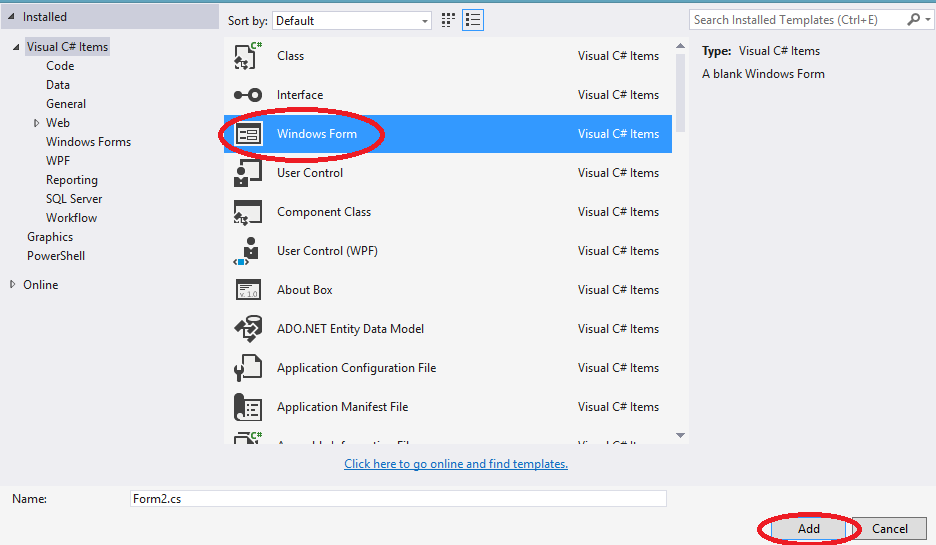 Installed
Visual C# Items
Code
Data
General
Web
Windows Forms
WPF
Reporting
SQL Server
Workflow
Graphics
PowerShell
Online
Sort by: Default
Class Visual C# Items
Interface Visual C# Items
Windows Form Visual C# Items
User Control Visual C# Items
Component Class Visual C# Items
User Control (WPF) Visual C# Items
About Box Visual C# Items
ADO.NET Entity Data Model Visual C# Items
Application Configuration File Visual C# Items
Application Manifest File Visual C# Items
Click here to go online and find templates.
Search Installed Templates (Ctrl+E)
Type: Visual C# Items
A blank Windows Form
Name: Form2.cs
Add Cancel